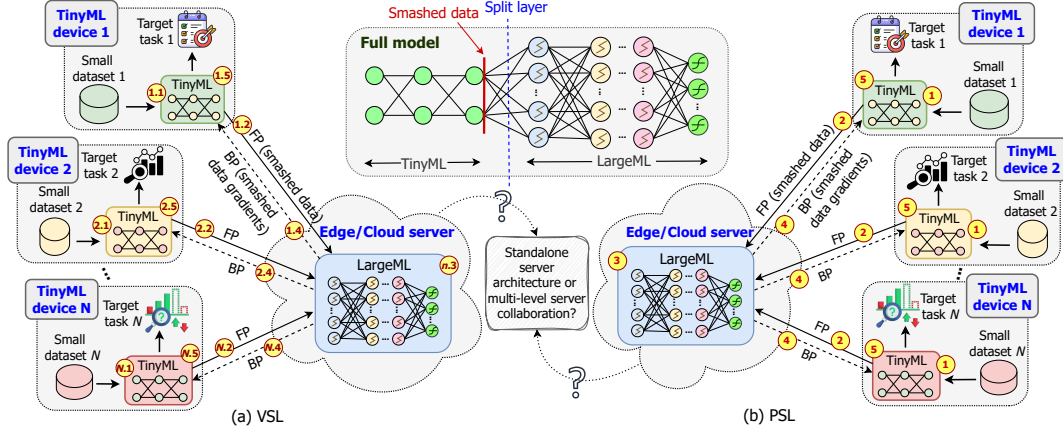 Smashed data
Split layer
Full model
TinyML
LargeML
TinyML
device 1
Target
task 1
Small
dataset 1
TinyML
1.1
1.5
1.2
FP (smashed data)
BP (smashed
data gradients)
1.4
TinyML
device 2
Target
task 2
Small
dataset 2
TinyML
2.1
2.5
2.2
FP
BP
2.4
TinyML
device N
Target
task N
Small
dataset N
TinyML
N.1
N.5
N.2
FP
BP
N.4
Edge/Cloud server
LargeML
n.3
(a) VSL
?
Standalone
server
architecture or
multi-level server
collaboration?
?
TinyML
device 1
Target
task 1
Small
dataset 1
TinyML
5
1
2
FP (smashed data)
BP (smashed
data gradients)
4
TinyML
device 2
Target
task 2
Small
dataset 2
TinyML
5
1
FP
2
BP
4
TinyML
device N
Target
task N
Small
dataset N
TinyML
5
1
FP
2
BP
4
Edge/Cloud server
LargeML
3
(b) PSL